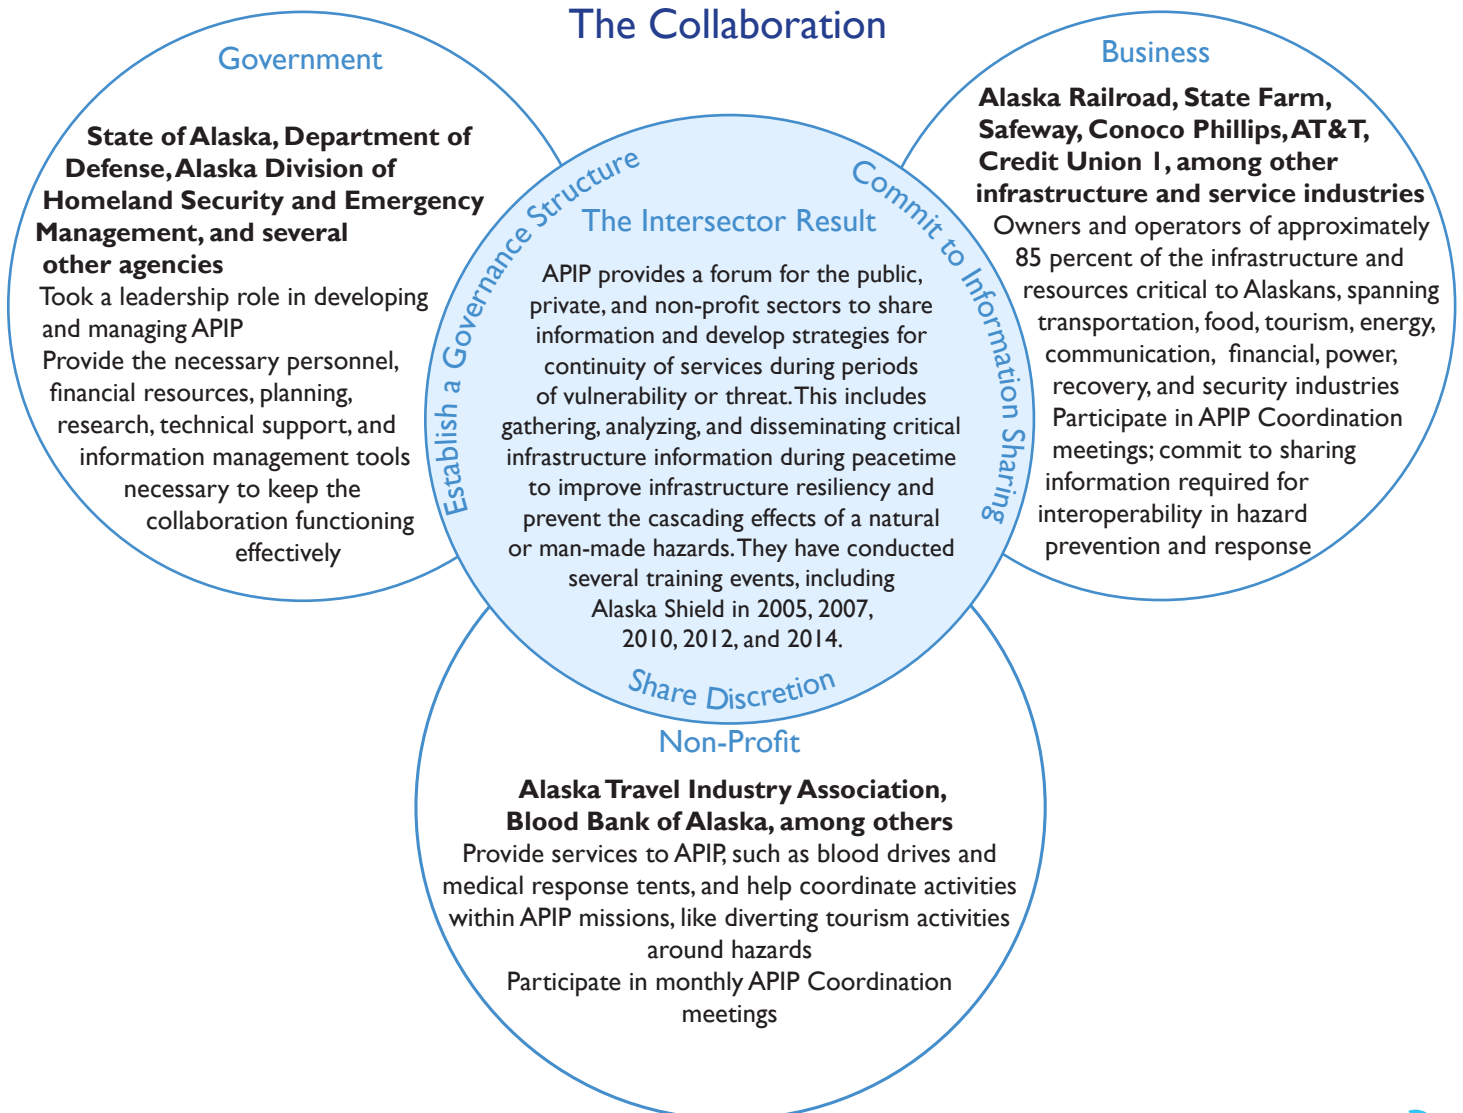 The Collaboration
Government
State of Alaska, Department of
Defense, Alaska Division of
Homeland Security and Emergency
Management, and several
other agencies
Took a leadership role in developing
and managing APIP
Provide the necessary personnel,
financial resources, planning,
research, technical support, and
information management tools
necessary to keep the
collaboration functioning
effectively
Business
Alaska Railroad, State Farm,
Safeway, Conoco Phillips, AT&T,
Credit Union 1, among other
infrastructure and service industries
Owners and operators of approximately
85 percent of the infrastructure and
resources critical to Alaskans, spanning
transportation, food, tourism, energy,
communication, financial, power,
recovery, and security industries
Participate in APIP Coordination
meetings; commit to sharing
information required for
interoperability in hazard
prevention and response
Establish a Governance Structure
Commit to Information Sharing
The Intersector Result
APIP provides a forum for the public,
private, and non-profit sectors to share
information and develop strategies for
continuity of services during periods
of vulnerability or threat. This includes
gathering, analyzing, and disseminating critical
infrastructure information during peacetime
to improve infrastructure resiliency and
prevent the cascading effects of a natural
or man-made hazards. They have conducted
several training events, including
Alaska Shield in 2005, 2007,
2010, 2012, and 2014.
Share Discretion
Non-Profit
Alaska Travel Industry Association,
Blood Bank of Alaska, among others
Provide services to APIP, such as blood drives and
medical response tents, and help coordinate activities
within APIP missions, like diverting tourism activities
around hazards
Participate in monthly APIP Coordination
meetings